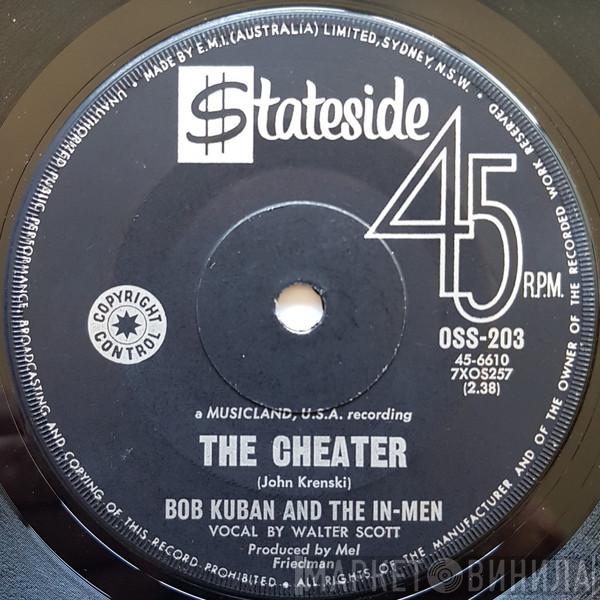 MADE BY E.M.I. (AUSTRALIA) LIMITED, SYDNEY, N.S.W.
$tateside
45
R.P.M.
COPYRIGHT
CONTROL
OSS-203
45-6610
7XOS257
(2.38)
a MUSICLAND, U.S.A. recording
THE CHEATER
(John Krenski)
BOB KUBAN AND THE IN-MEN
VOCAL BY WALTER SCOTT
Produced by Mel
Friedman
UNAUTHORISED PUBLIC PERFORMANCE, BROADCASTING AND COPYING OF THIS RECORD PROHIBITED • ALL RIGHTS OF THE MANUFACTURER AND OF THE OWNER OF THE RECORDED WORK RESERVED
МАРКЕТ ВИНИЛА